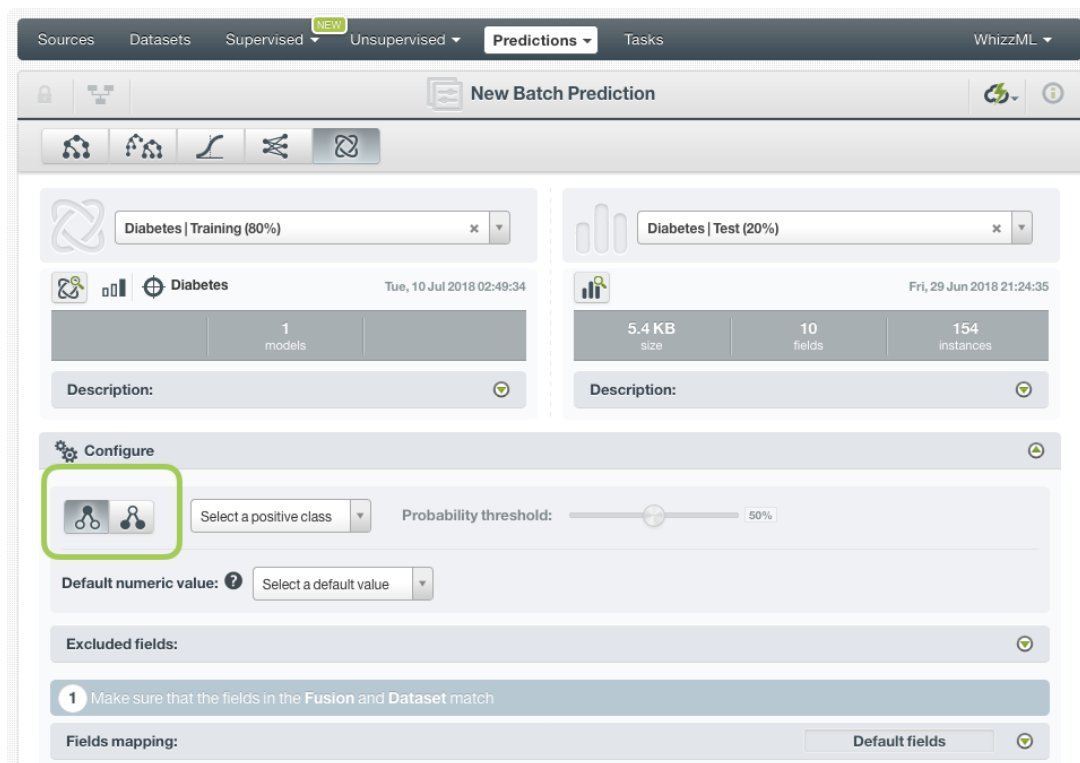 Sources Datasets Supervised NEW Unsupervised Predictions Tasks WhizzML
New Batch Prediction
Diabetes | Training (80%)
Diabetes | Test (20%)
Diabetes Tue, 10 Jul 2018 02:49:34
Fri, 29 Jun 2018 21:24:35
1
models
5.4 KB 10 154
size fields instances
Description:
Description:
Configure
Select a positive class Probability threshold: 50%
Default numeric value: ? Select a default value
Excluded fields:
1 Make sure that the fields in the Fusion and Dataset match
Fields mapping: Default fields